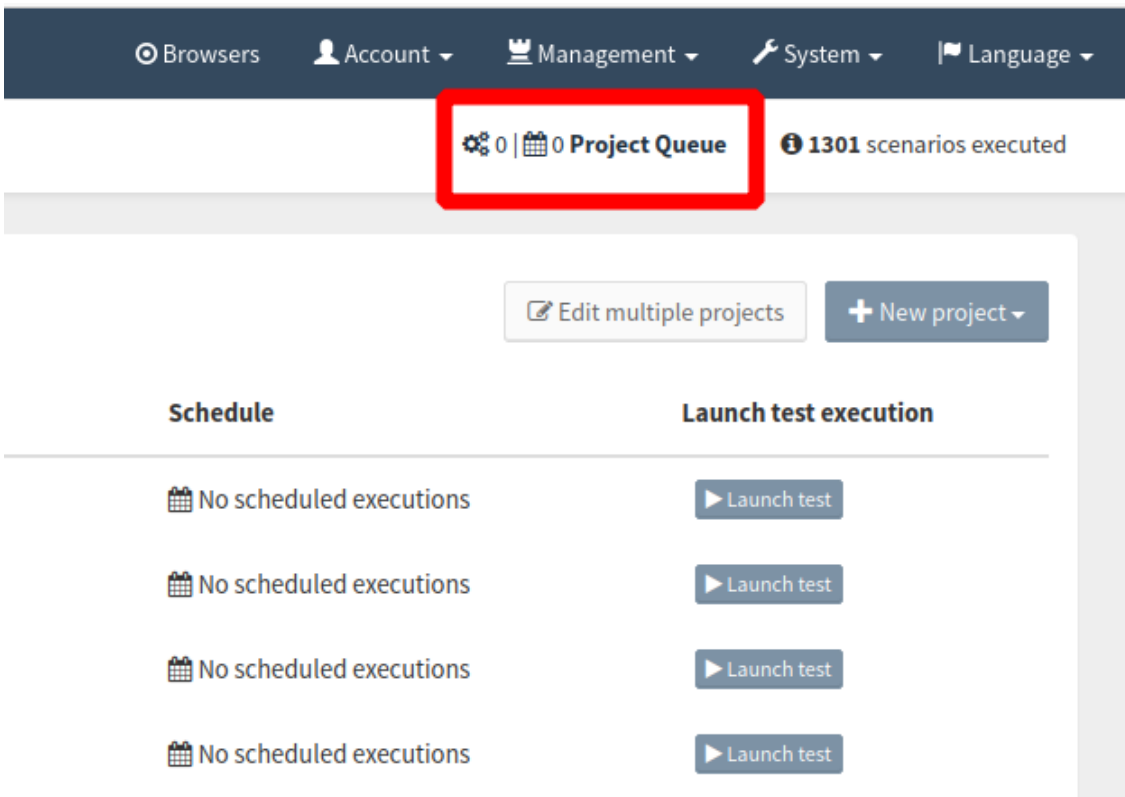 Browsers Account Management System Language
0 | 0 Project Queue 1301 scenarios executed
Edit multiple projects New project
Schedule Launch test execution
No scheduled executions Launch test
No scheduled executions Launch test
No scheduled executions Launch test
No scheduled executions Launch test